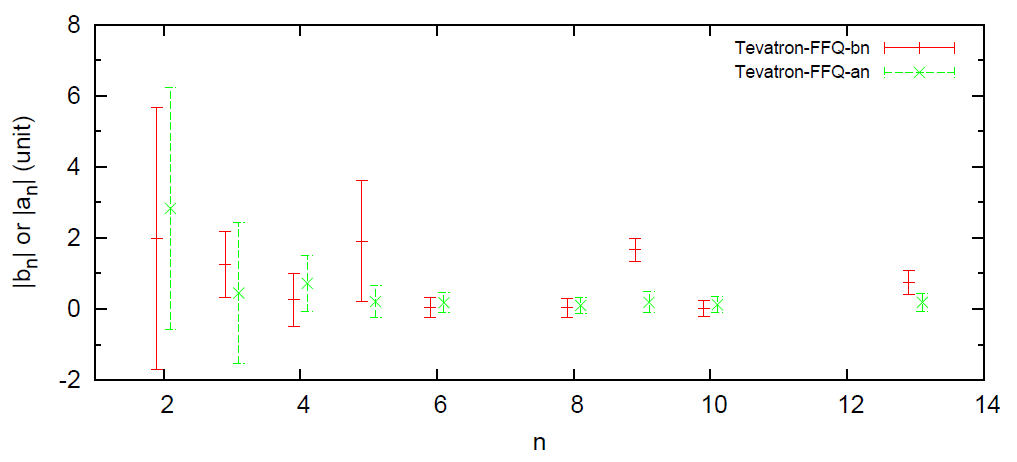 8
6
4
2
0
-2
|bn| or |an| (unit)
Tevatron-FFQ-bn
Tevatron-FFQ-an
2 4 6 8 10 12 14
n